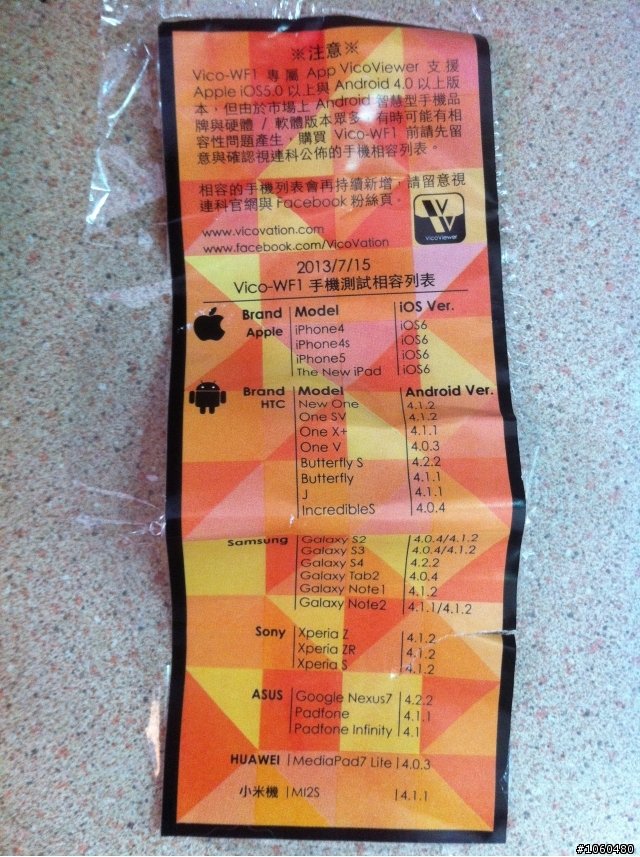 ※注意※
Vico-WF1 專屬 App VicoViewer 支援
Apple iOS5.0 以上與 Android 4.0 以上版
本，但由於市場上 Android 智慧型手機品
牌與硬體 / 軟體版本眾多，有時可能有相
容性問題產生，購買 Vico-WF1 前請先留
意與確認視連科公佈的手機相容列表。
相容的手機列表會再持續新增，請留意視
連科官網與 Facebook 粉絲頁。
VicoViewer
www.vicovation.com
www.facebook.com/VicoVation
2013/7/15
Vico-WF1 手機測試相容列表
Brand Model iOS Ver.
Apple iPhone4 iOS6
iPhone4s iOS6
iPhone5 iOS6
The New iPad iOS6
Brand Model Android Ver.
HTC New One 4.1.2
One SV 4.1.2
One X+ 4.1.1
One V 4.0.3
Butterfly S 4.2.2
Butterfly 4.1.1
J 4.1.1
IncredibleS 4.0.4
Samsung Galaxy S2 4.0.4/4.1.2
Galaxy S3 4.0.4/4.1.2
Galaxy S4 4.2.2
Galaxy Tab2 4.0.4
Galaxy Note1 4.1.2
Galaxy Note2 4.1.1/4.1.2
Sony Xperia Z 4.1.2
Xperia ZR 4.1.2
Xperia S 4.1.2
ASUS Google Nexus7 4.2.2
Padfone 4.1.1
Padfone Infinity 4.1
HUAWEI MediaPad7 Lite 4.0.3
小米機 MI2S 4.1.1
#1060480